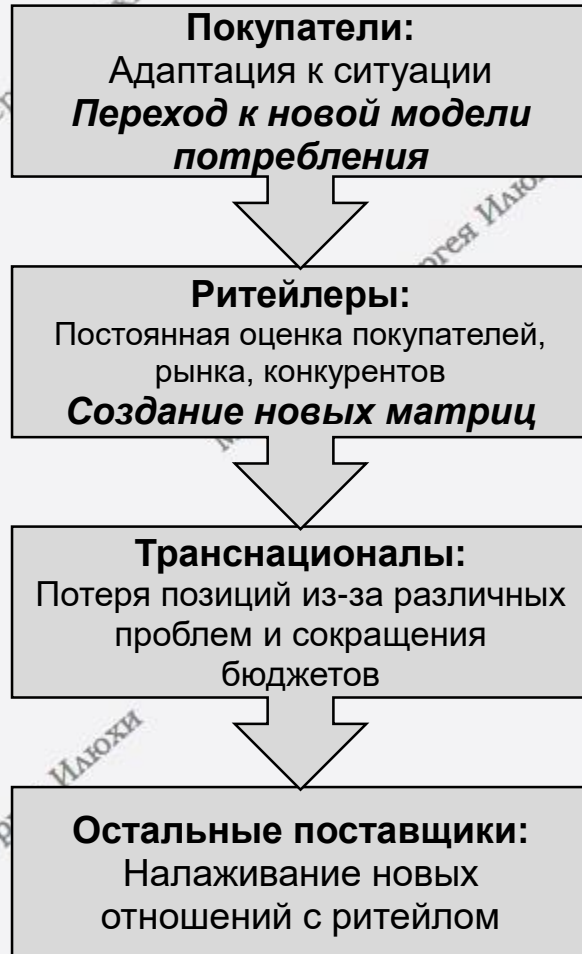 Покупатели:
Адаптация к ситуации
Переход к новой модели
потребления
Ритейлеры:
Постоянная оценка покупателей,
рынка, конкурентов
Создание новых матриц
Транснационалы:
Потеря позиций из-за различных
проблем и сокращения
бюджетов
Остальные поставщики:
Налаживание новых
отношений с ритейлом